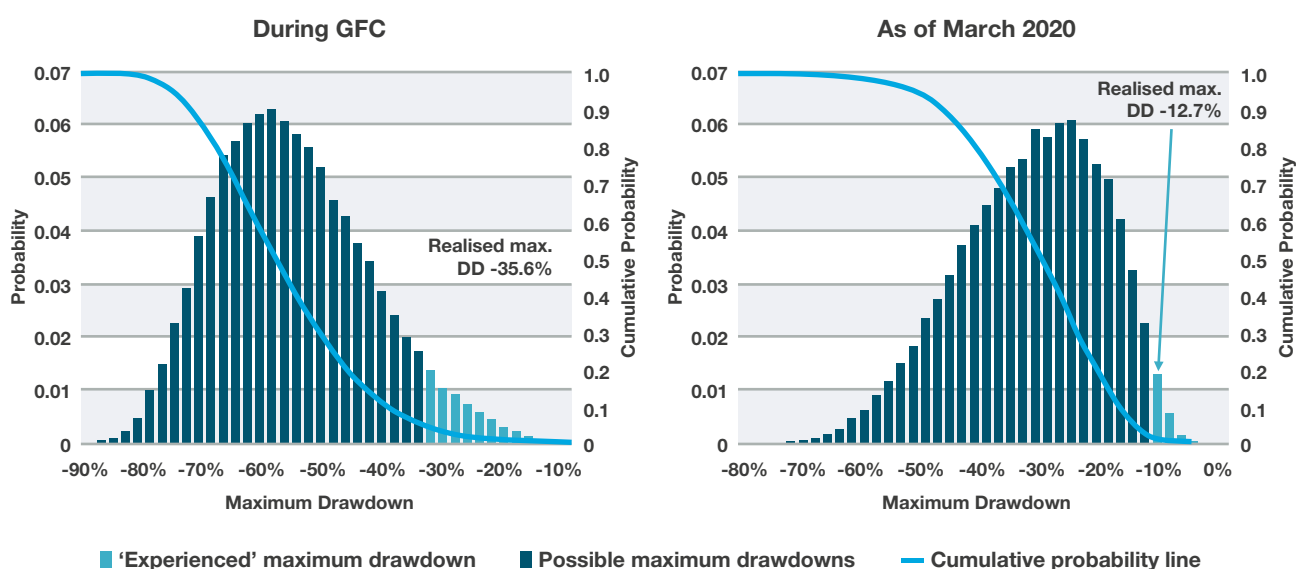 During GFC
0.07
0.06
0.05
0.04
0.03
0.02
0.01
0
Probability
1.0
0.9
0.8
0.7
0.6
0.5
0.4
0.3
0.2
0.1
0
Cumulative Probability
Realised max.
DD -35.6%
-90% -80% -70% -60% -50% -40% -30% -20% -10%
Maximum Drawdown
As of March 2020
0.07
0.06
0.05
0.04
0.03
0.02
0.01
0
Probability
1.0
0.9
0.8
0.7
0.6
0.5
0.4
0.3
0.2
0.1
0
Cumulative Probability
Realised max.
DD -12.7%
-80% -70% -60% -50% -40% -30% -20% -10% 0%
Maximum Drawdown
‘Experienced’ maximum drawdown Possible maximum drawdowns Cumulative probability line